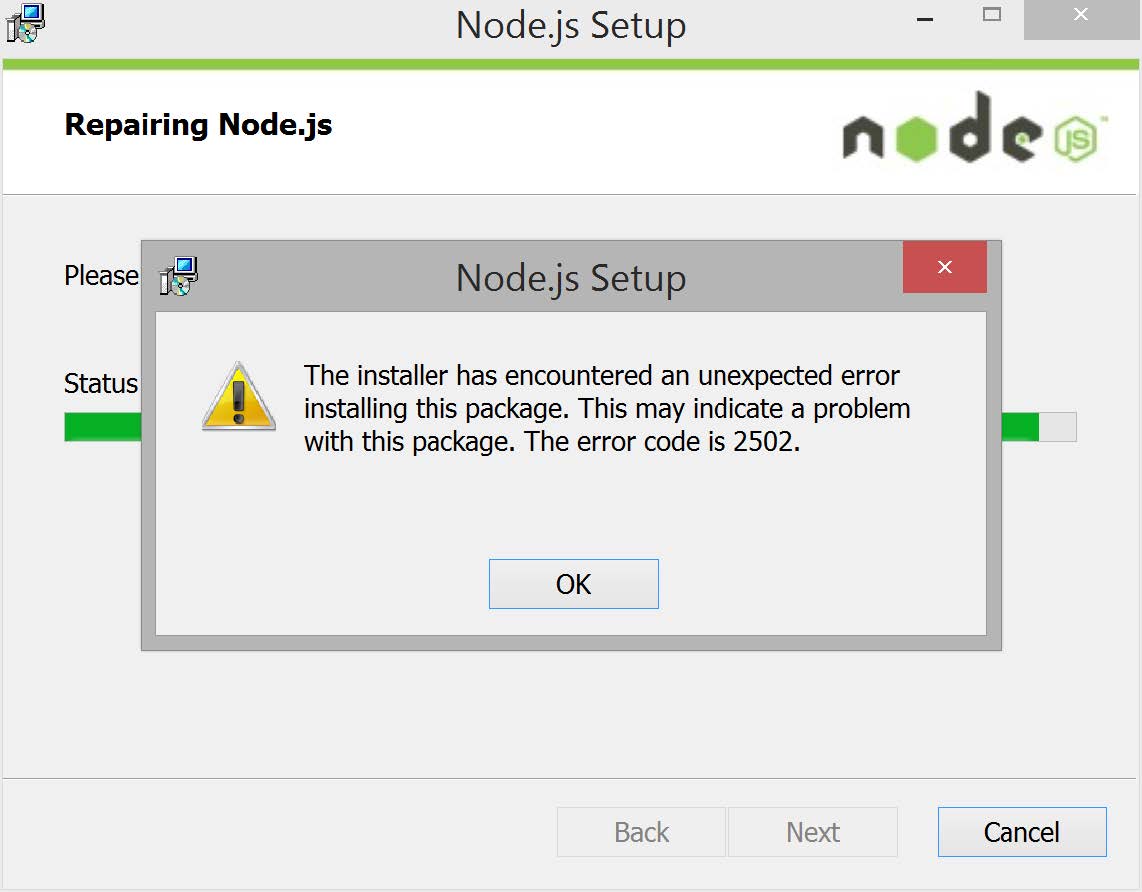 Node.js Setup
Repairing Node.js
node JS ™
Please
Status
Node.js Setup
The installer has encountered an unexpected error
installing this package. This may indicate a problem
with this package. The error code is 2502.
OK
Back
Next
Cancel